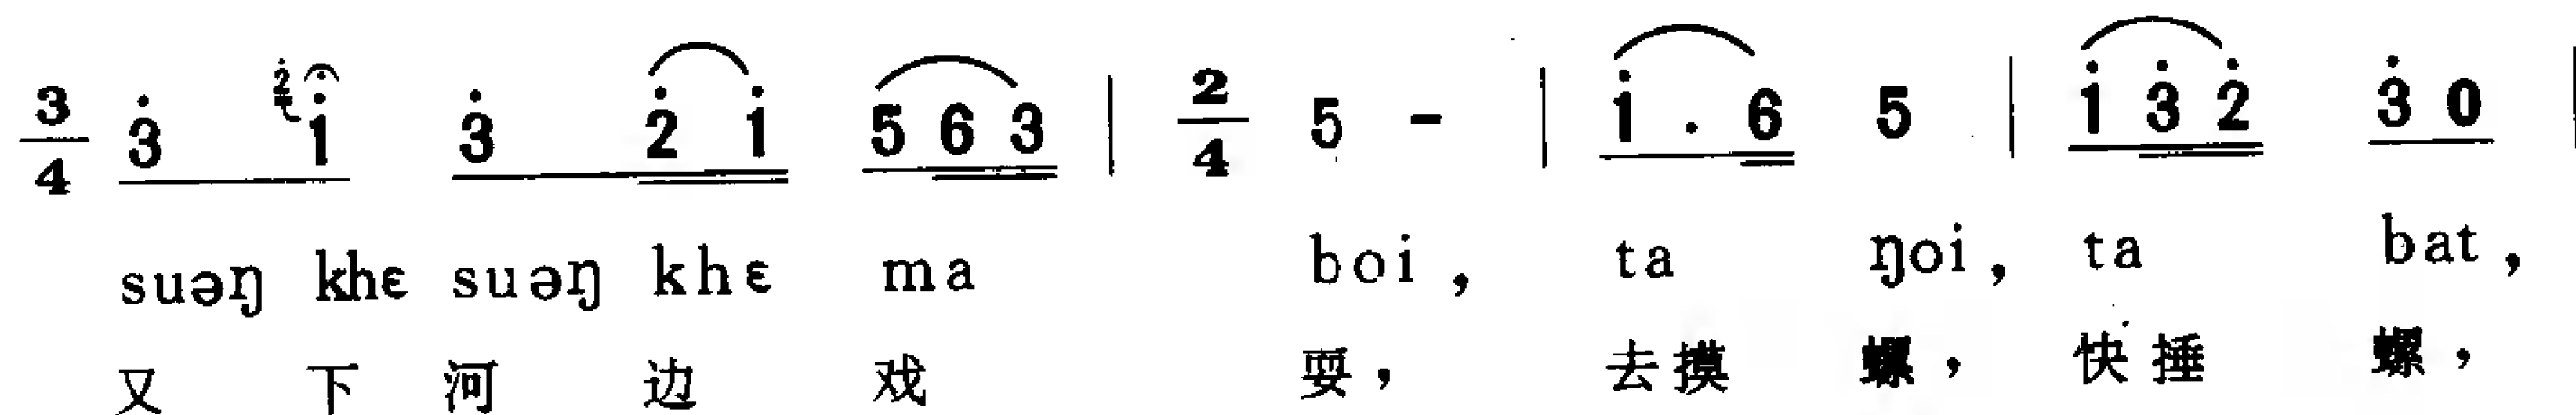 3/4 3̇ 2̇ 1̇ 3̇ 2̇ 1̇ 5 6 3 | 2/4 5 - | 1̇ . 6 5 | 1̇ 3̇ 2̇ 3̇ 0 |
suəŋ khɛ suəŋ khɛ ma boi, ta ŋoi, ta bat,
又 下 河 边 戏 耍, 去摸 螺, 快捶 螺,